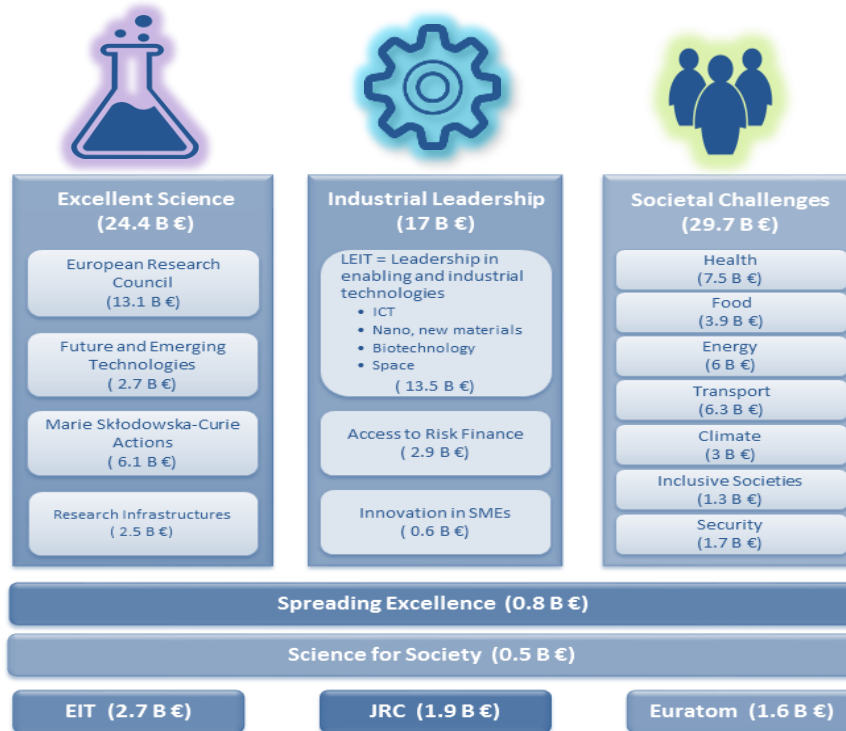 Excellent Science
(24.4 B €)
European Research
Council
(13.1 B €)
Future and Emerging
Technologies
( 2.7 B €)
Marie Skłodowska-Curie
Actions
( 6.1 B €)
Research Infrastructures
( 2.5 B €)
Industrial Leadership
(17 B €)
LEIT = Leadership in
enabling and industrial
technologies
• ICT
• Nano, new materials
• Biotechnology
• Space
( 13.5 B €)
Access to Risk Finance
( 2.9 B €)
Innovation in SMEs
( 0.6 B €)
Societal Challenges
(29.7 B €)
Health
(7.5 B €)
Food
(3.9 B €)
Energy
(6 B €)
Transport
(6.3 B €)
Climate
(3 B €)
Inclusive Societies
(1.3 B €)
Security
(1.7 B €)
Spreading Excellence (0.8 B €)
Science for Society (0.5 B €)
EIT (2.7 B €)
JRC (1.9 B €)
Euratom (1.6 B €)